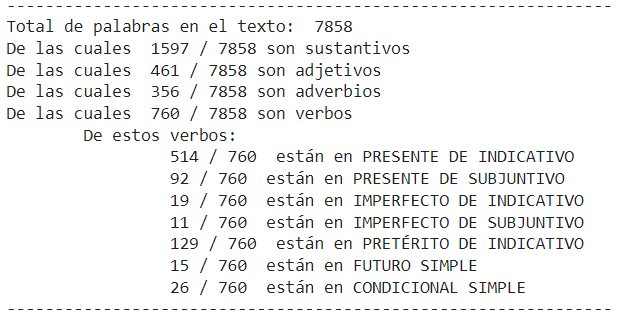 ---------------------------------------------------------------
Total de palabras en el texto:  7858
De las cuales  1597 / 7858 son sustantivos
De las cuales  461 / 7858 son adjetivos
De las cuales  356 / 7858 son adverbios
De las cuales  760 / 7858 son verbos
        De estos verbos:
                 514 / 760  están en PRESENTE DE INDICATIVO
                 92 / 760  están en PRESENTE DE SUBJUNTIVO
                 19 / 760  están en IMPERFECTO DE INDICATIVO
                 11 / 760  están en IMPERFECTO DE SUBJUNTIVO
                 129 / 760  están en PRETÉRITO DE INDICATIVO
                 15 / 760  están en FUTURO SIMPLE
                 26 / 760  están en CONDICIONAL SIMPLE
---------------------------------------------------------------